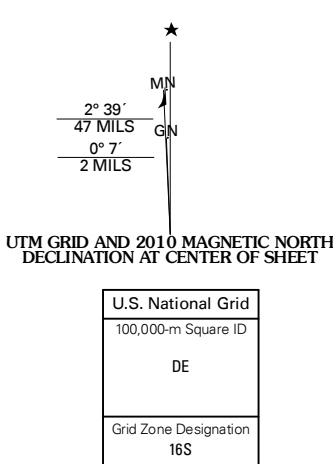 ★
MN
2° 39´
47 MILS
GN
0° 7´
2 MILS
UTM GRID AND 2010 MAGNETIC NORTH
DECLINATION AT CENTER OF SHEET
U.S. National Grid
100,000-m Square ID
DE
Grid Zone Designation
16S